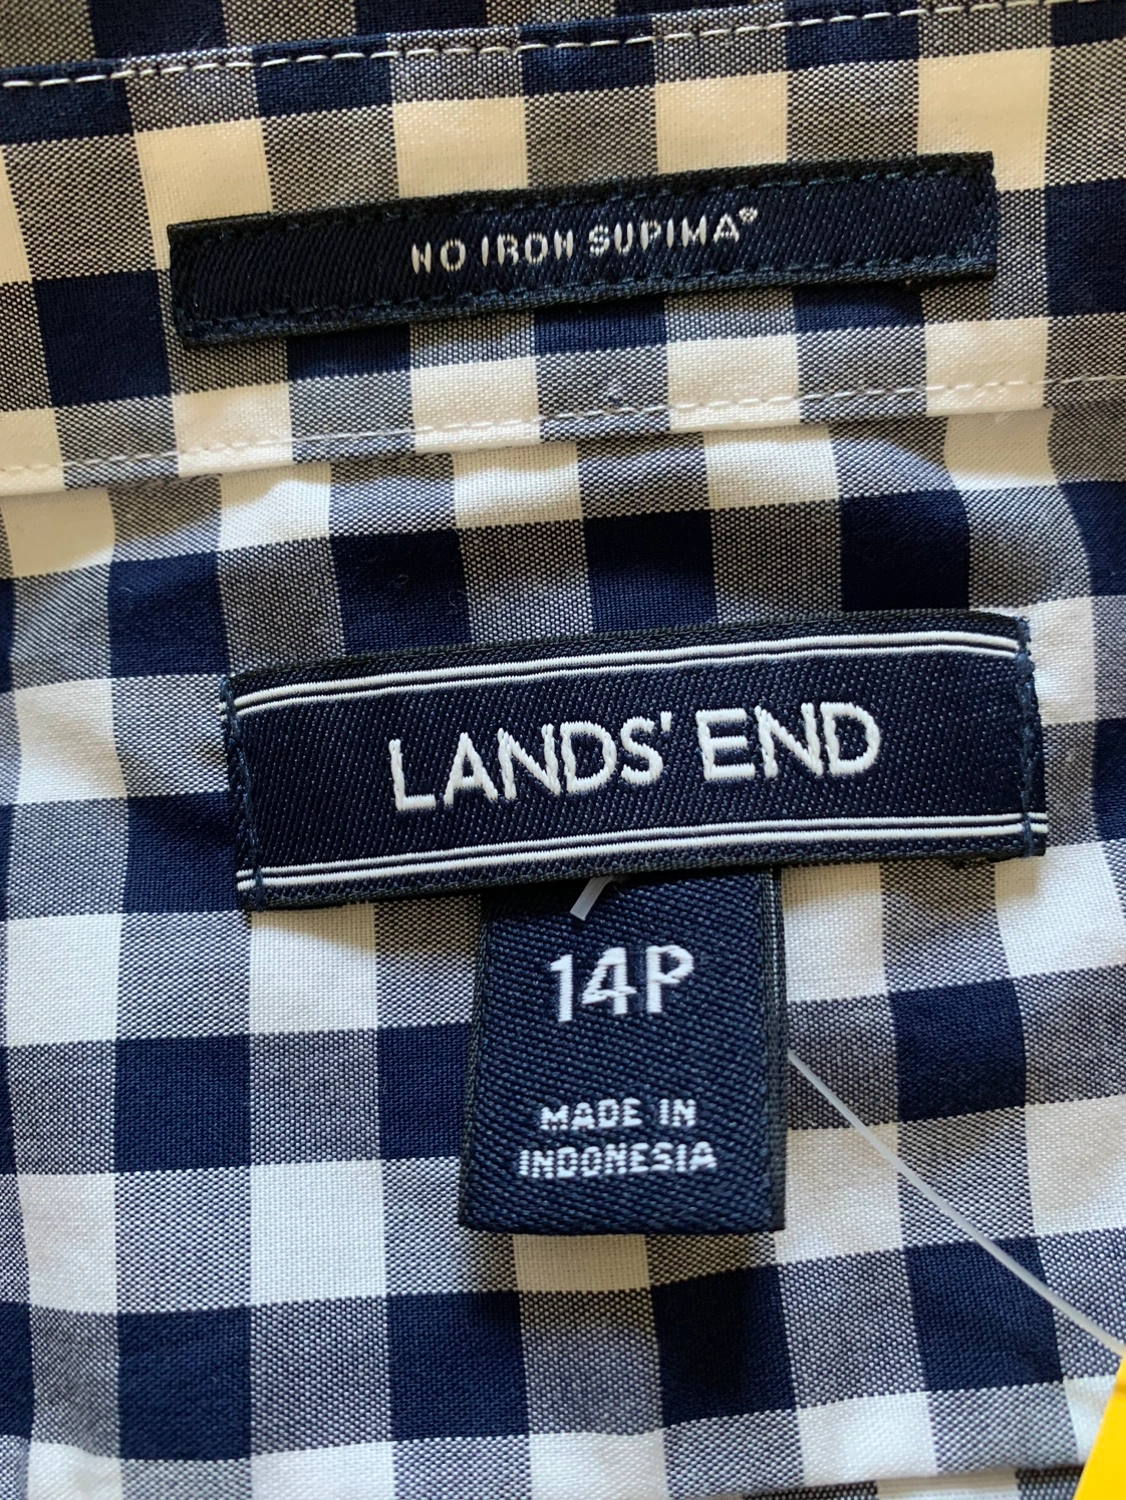 NO IRON SUPIMA®
LANDS' END
14P
MADE IN
INDONESIA